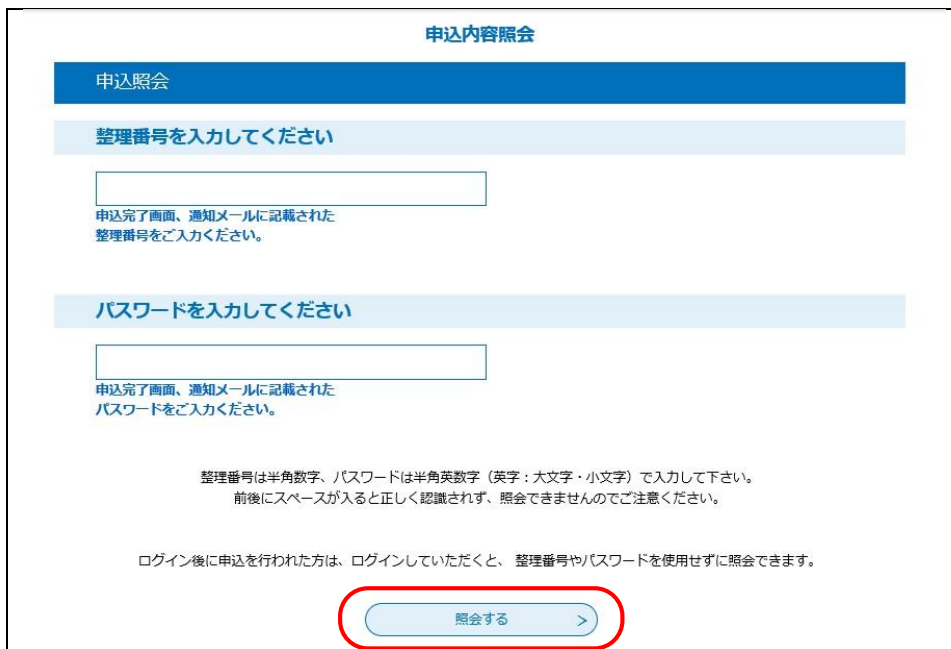 申込内容照会
申込照会
整理番号を入力してください
申込完了画面、通知メールに記載された
整理番号をご入力ください。
パスワードを入力してください
申込完了画面、通知メールに記載された
パスワードをご入力ください。
整理番号は半角数字、パスワードは半角英数字（英字：大文字・小文字）で入力して下さい。
前後にスペースが入ると正しく認識されず、照会できませんのでご注意ください。
ログイン後に申込を行われた方は、ログインしていただくと、 整理番号やパスワードを使用せずに照会できます。
照会する >